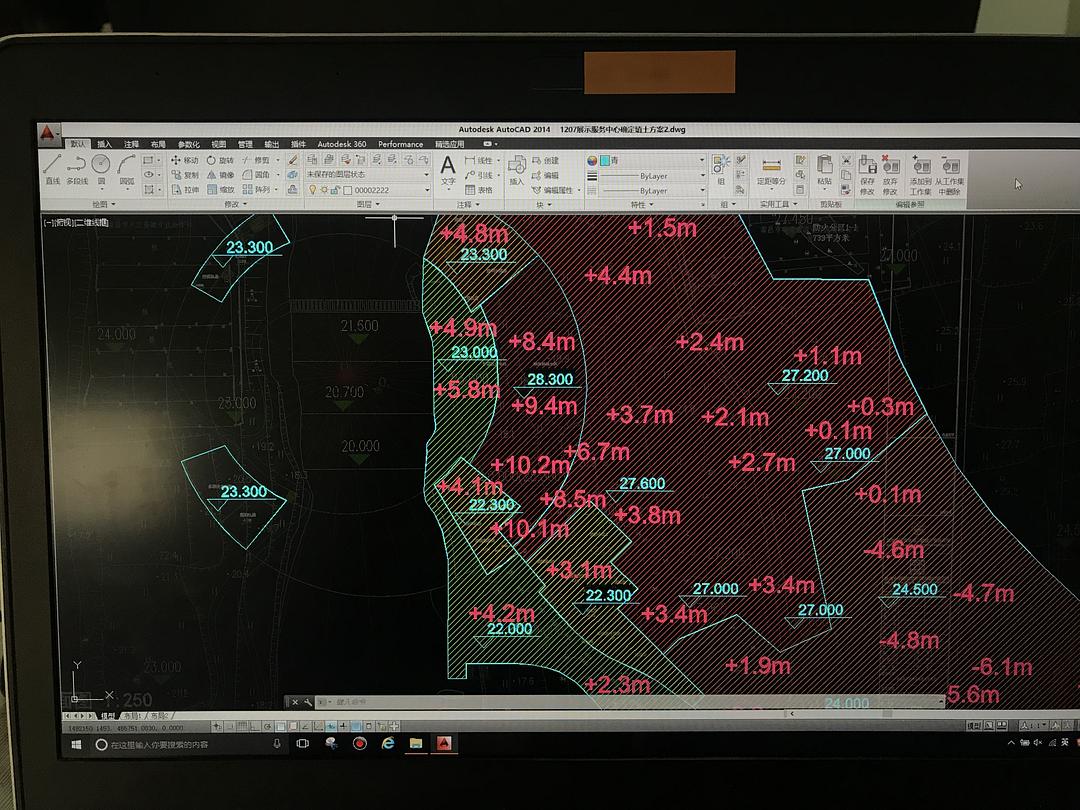 Autodesk AutoCAD 2014 1207展示服务中心确定填土方案2.dwg
默认 插入 注释 布局 参数化 视图 管理 输出 插件 Autodesk 360 Performance 精选应用
直线 多段线 圆 圆弧
移动 旋转 修剪
复制 镜像 圆角
拉伸 缩放 阵列
未保存的图层状态
00002222
文字
线性
引线
表格
插入
创建
编辑
编辑属性
青
ByLayer
ByLayer
组
定距等分
粘贴
保存修改
放弃修改
添加到工作集
从工作集中删除
绘图 修改 图层 注释 块 特性 组 实用工具 剪贴板 编辑参照
[-][俯视][二维线框]
防火分区1-1
739平方米
27.450
+4.8m
+1.5m
23.300
23.300
+4.4m
27.000
24.000
21.600
+4.9m
+8.4m
+2.4m
23.000
+1.1m
28.300
27.200
20.700
+5.8m
23.000
+9.4m
+3.7m
+2.1m
+0.3m
+0.1m
20.000
+6.7m
27.000
+10.2m
+2.7m
23.300
+4.1m
27.600
+8.5m
+0.1m
22.300
+3.8m
+10.1m
-4.6m
+3.1m
22.300
27.000
+3.4m
24.500
-4.7m
+4.2m
+3.4m
27.000
22.000
-4.8m
23.000
+1.9m
-6.1m
+2.3m
5.6m
24.000
1:250
Y
X
键入命令
模型 布局1 布局2
模型
在这里输入你要搜索的内容
英